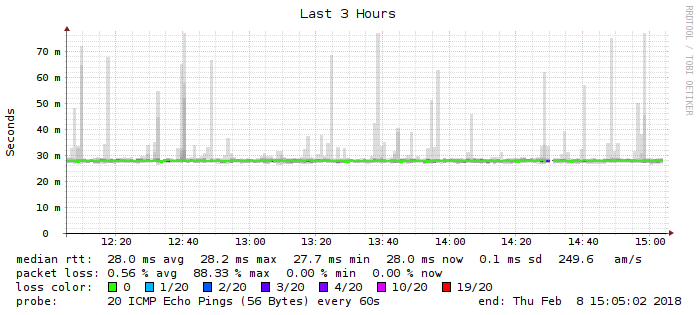 Last 3 Hours
RRDTOOL / TOBI OETIKER
Seconds
70 m
60 m
50 m
40 m
30 m
20 m
10 m
0
12:20 12:40 13:00 13:20 13:40 14:00 14:20 14:40 15:00
median rtt: 28.0 ms avg 28.2 ms max 27.7 ms min 28.0 ms now 0.1 ms sd 249.6 am/s
packet loss: 0.56 % avg 88.33 % max 0.00 % min 0.00 % now
loss color: 0 1/20 2/20 3/20 4/20 10/20 19/20
probe: 20 ICMP Echo Pings (56 Bytes) every 60s end: Thu Feb 8 15:05:02 2018